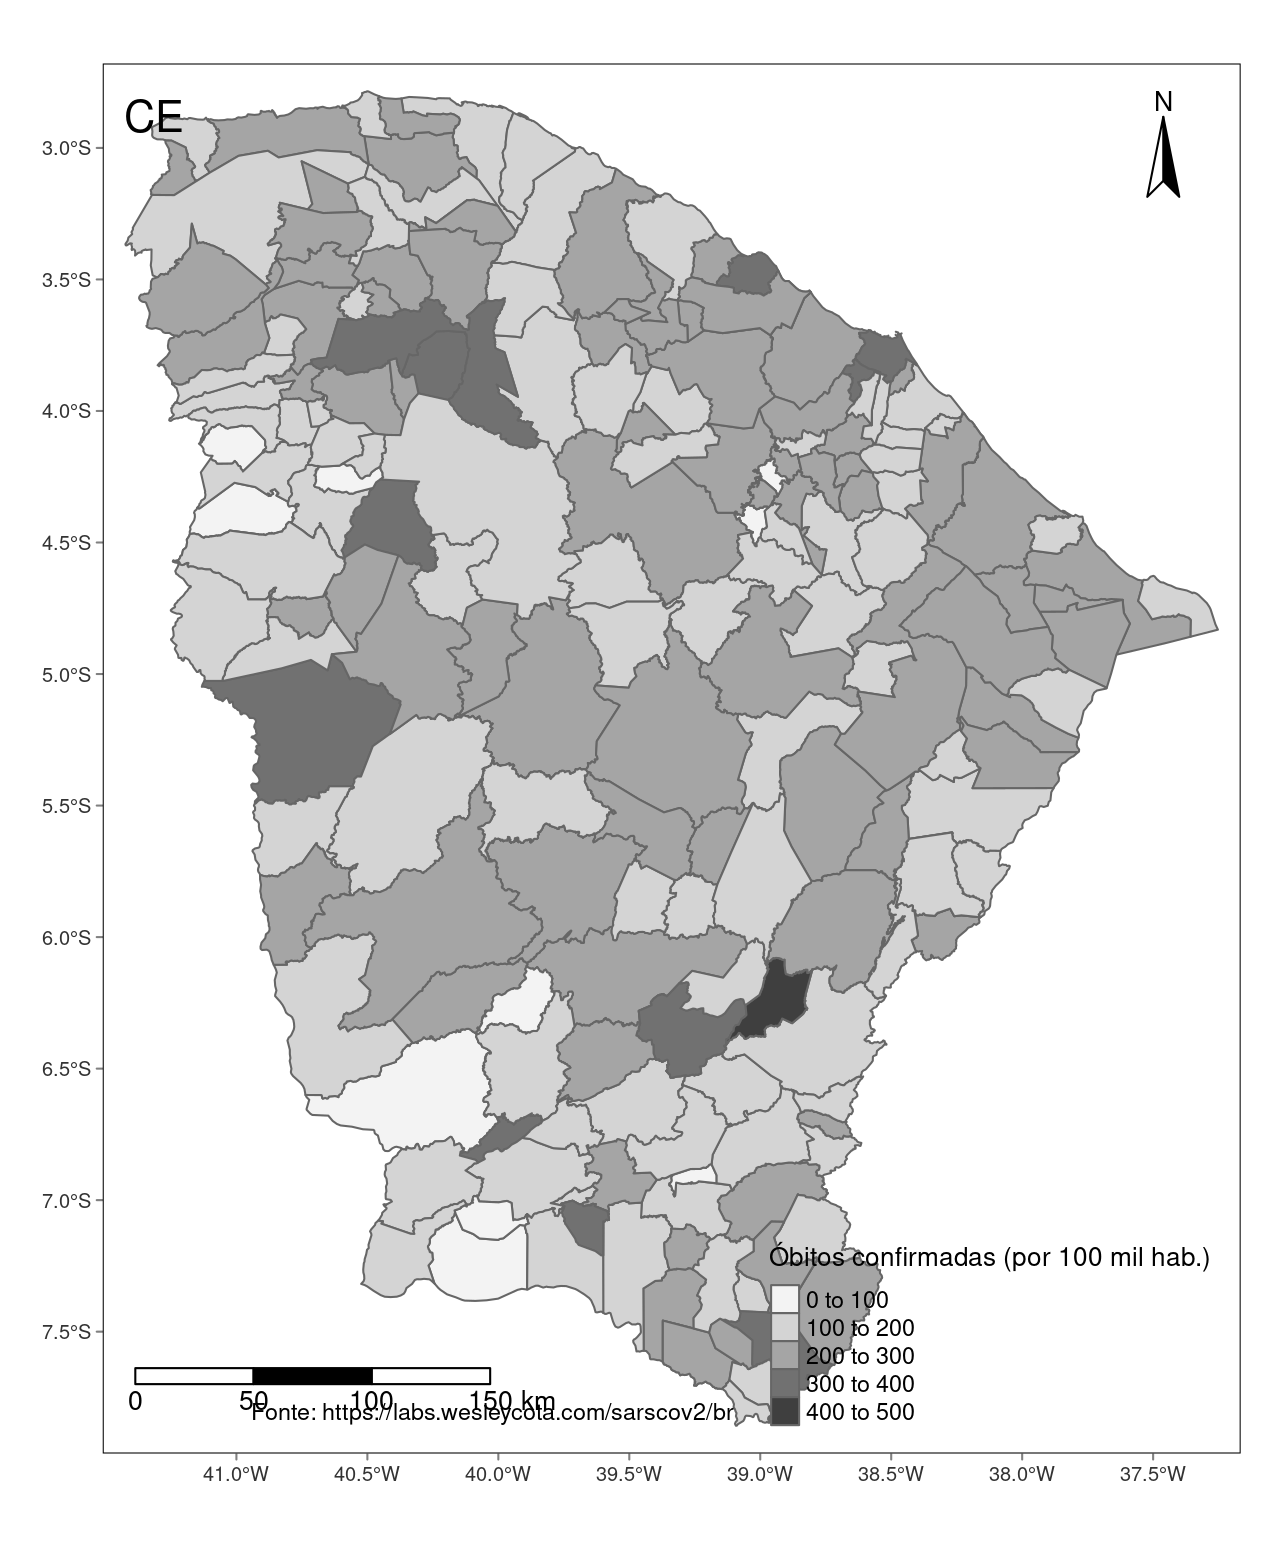 CE
N
3.0°S
3.5°S
4.0°S
4.5°S
5.0°S
5.5°S
6.0°S
6.5°S
7.0°S
7.5°S
Óbitos confirmadas (por 100 mil hab.)
0 to 100
100 to 200
200 to 300
300 to 400
400 to 500
0 50 100 150 km
Fonte: https://labs.wesleycota.com/sarscov2/br
41.0°W 40.5°W 40.0°W 39.5°W 39.0°W 38.5°W 38.0°W 37.5°W